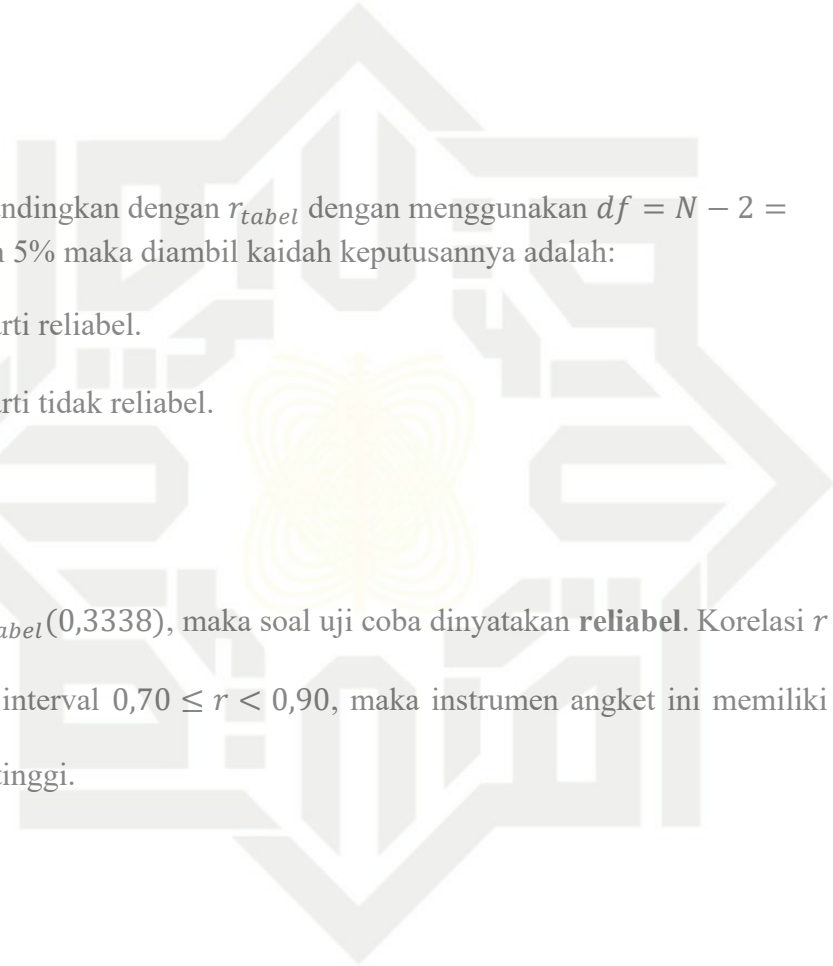 ndingkan dengan r_{tabel} dengan menggunakan df = N − 2 =
5% maka diambil kaidah keputusannya adalah:
rti reliabel.
rti tidak reliabel.
abel(0,3338), maka soal uji coba dinyatakan reliabel. Korelasi r
interval 0,70 ≤ r < 0,90, maka instrumen angket ini memiliki
tinggi.